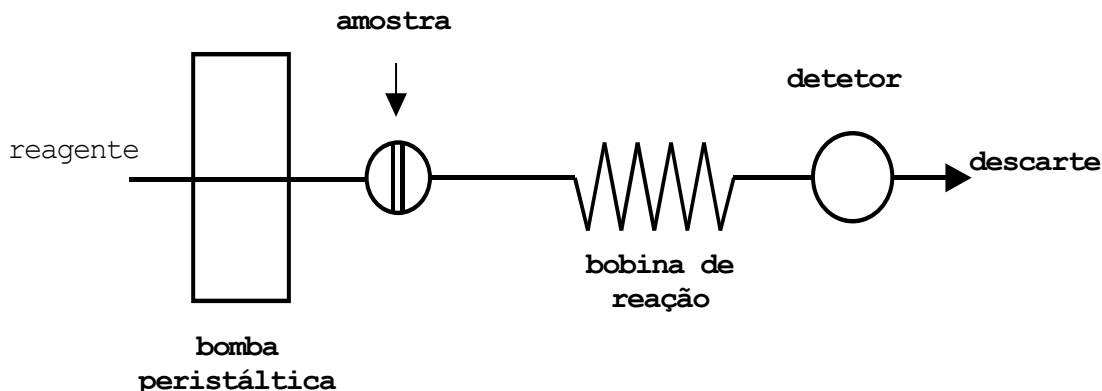 amostra
detetor
reagente
descarte
bobina de
reação
bomba
peristáltica